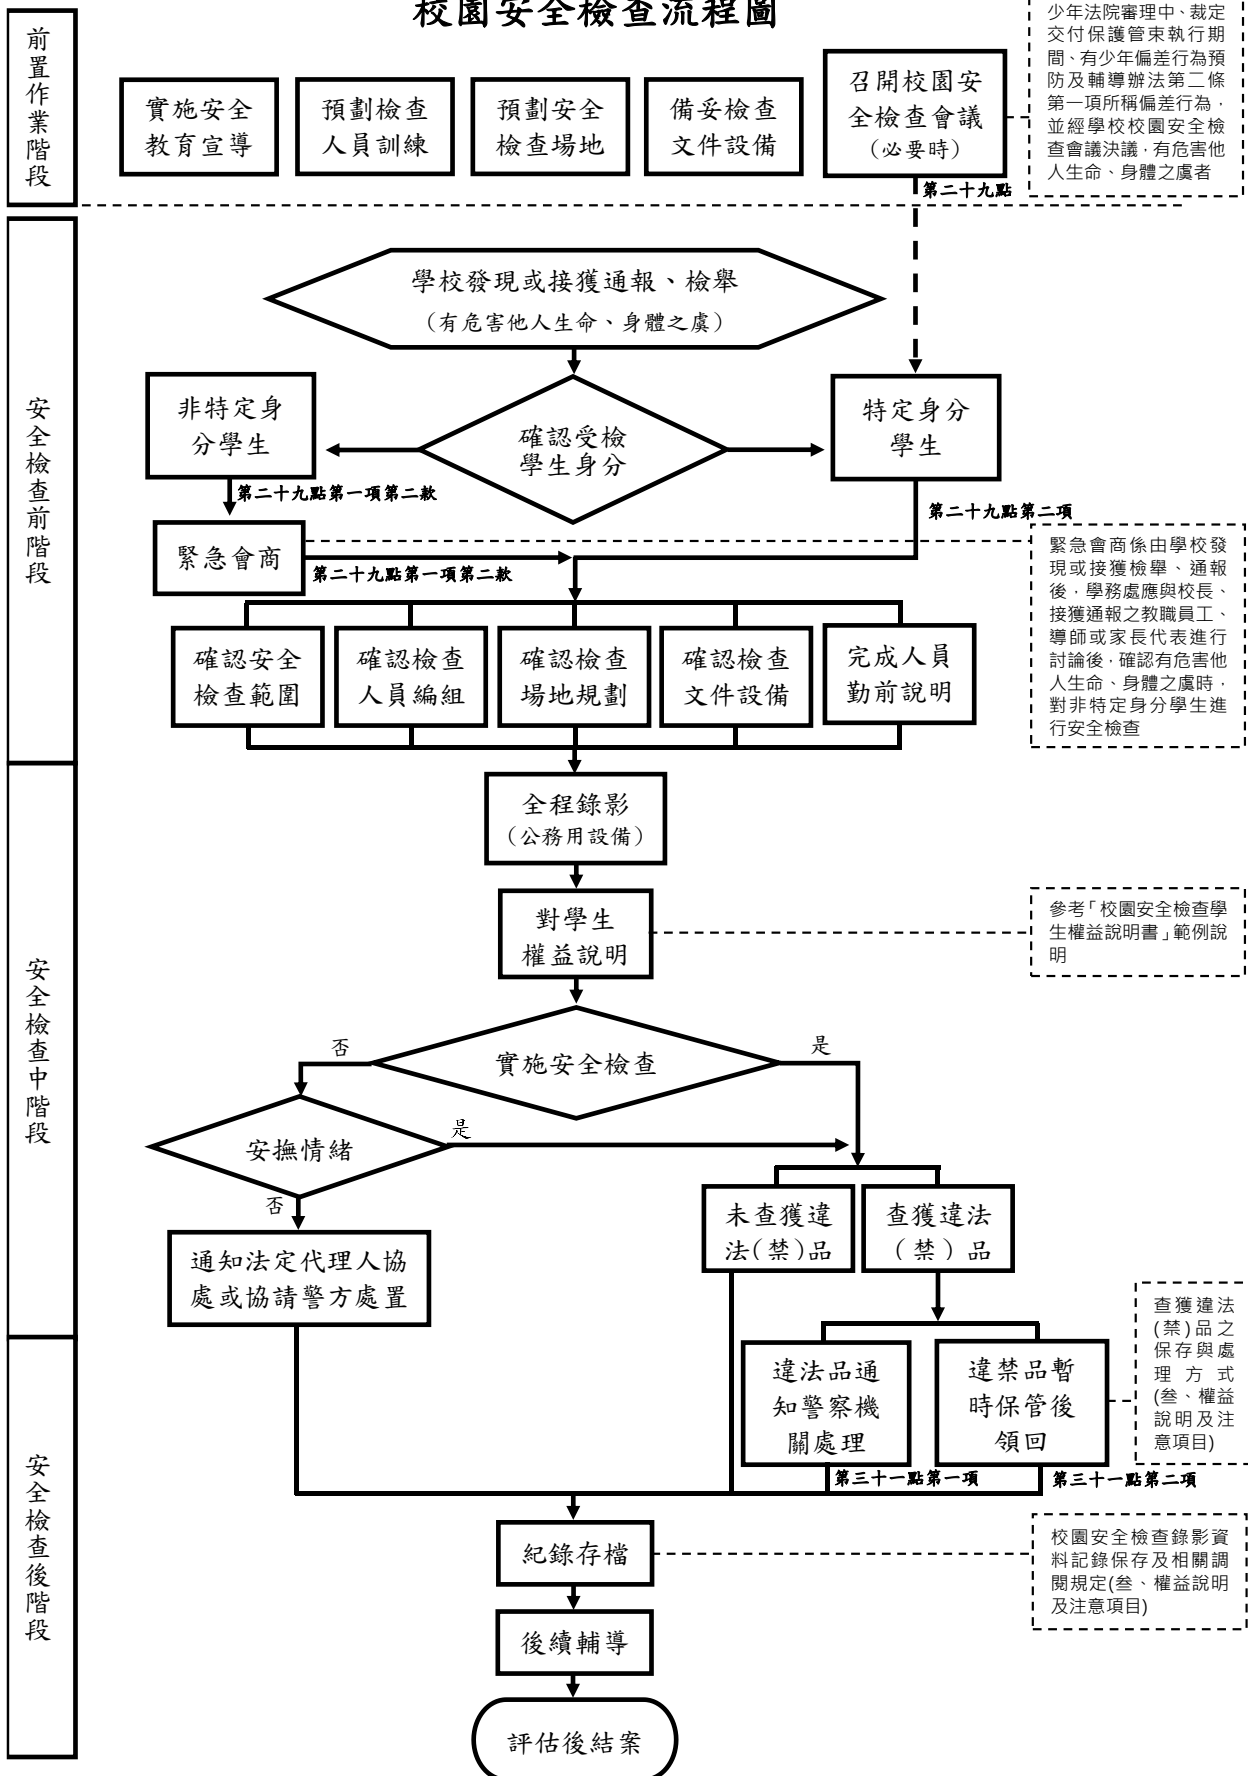 校園安全檢查流程圖
前置作業階段
實施安全
教育宣導
預劃檢查
人員訓練
預劃安全
檢查場地
備妥檢查
文件設備
召開校園安
全檢查會議
(必要時)
少年法院審理中、裁定
交付保護管束執行期
間、有少年偏差行為預
防及輔導辦法第二條
第一項所稱偏差行為，
並經學校校園安全檢
查會議決議，有危害他
人生命、身體之虞者
第二十九點
安全檢查前階段
學校發現或接獲通報、檢舉
(有危害他人生命、身體之虞)
非特定身
分學生
確認受檢
學生身分
特定身分
學生
第二十九點第一項第二款
第二十九點第二項
緊急會商
第二十九點第一項第二款
緊急會商係由學校發
現或接獲檢舉、通報
後，學務處應與校長、
接獲通報之教職員工、
導師或家長代表進行
討論後，確認有危害他
人生命、身體之虞時，
對非特定身分學生進
行安全檢查
確認安全
檢查範圍
確認檢查
人員編組
確認檢查
場地規劃
確認檢查
文件設備
完成人員
勤前說明
安全檢查中階段
全程錄影
(公務用設備)
對學生
權益說明
參考「校園安全檢查學
生權益說明書」範例說
明
實施安全檢查
否
是
安撫情緒
是
否
通知法定代理人協
處或協請警方處置
未查獲違
法(禁)品
查獲違法
(禁)品
安全檢查後階段
違法品通
知警察機
關處理
違禁品暫
時保管後
領回
查獲違法
(禁)品之
保存與處
理方式
(叁、權益
說明及注
意項目)
第三十一點第一項
第三十一點第二項
紀錄存檔
校園安全檢查錄影資
料記錄保存及相關調
閱規定(叁、權益說明
及注意項目)
後續輔導
評估後結案